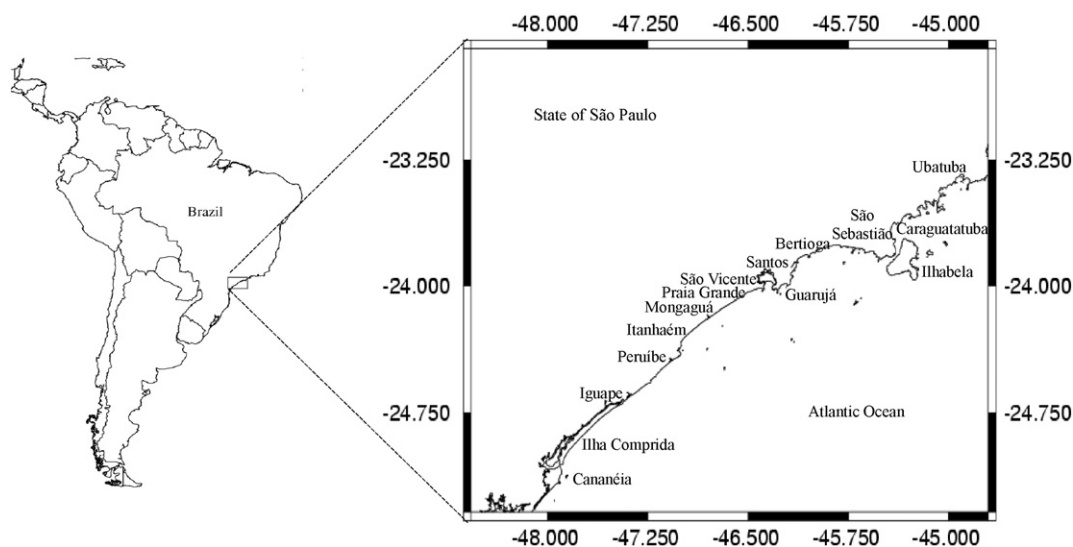 -48.000 -47.250 -46.500 -45.750 -45.000
State of São Paulo
-23.250
-23.250
Ubatuba
Brazil
São
Sebastião
Caraguatatuba
Bertioga
Santos
Ilhabela
São Vicente
-24.000
-24.000
Praia Grande
Guarujá
Mongaguá
Itanhaém
Peruíbe
Iguape
-24.750
Atlantic Ocean
-24.750
Ilha Comprida
Cananéia
-48.000 -47.250 -46.500 -45.750 -45.000